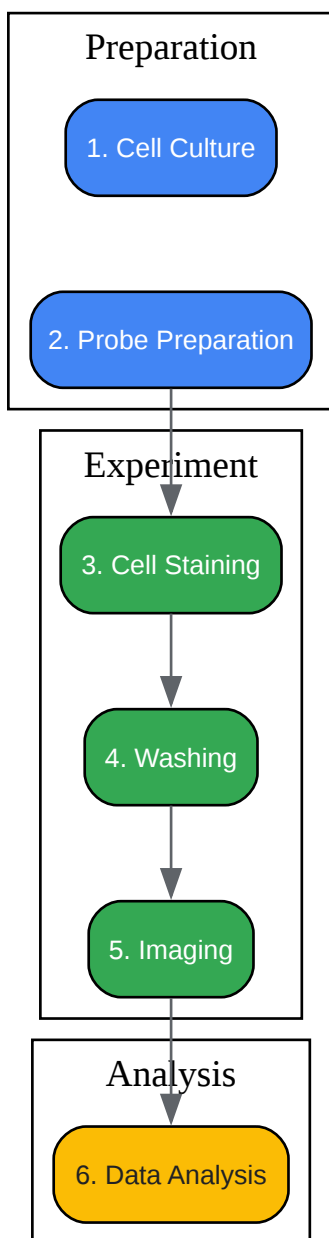 Preparation
1. Cell Culture
2. Probe Preparation
Experiment
3. Cell Staining
4. Washing
5. Imaging
Analysis
6. Data Analysis